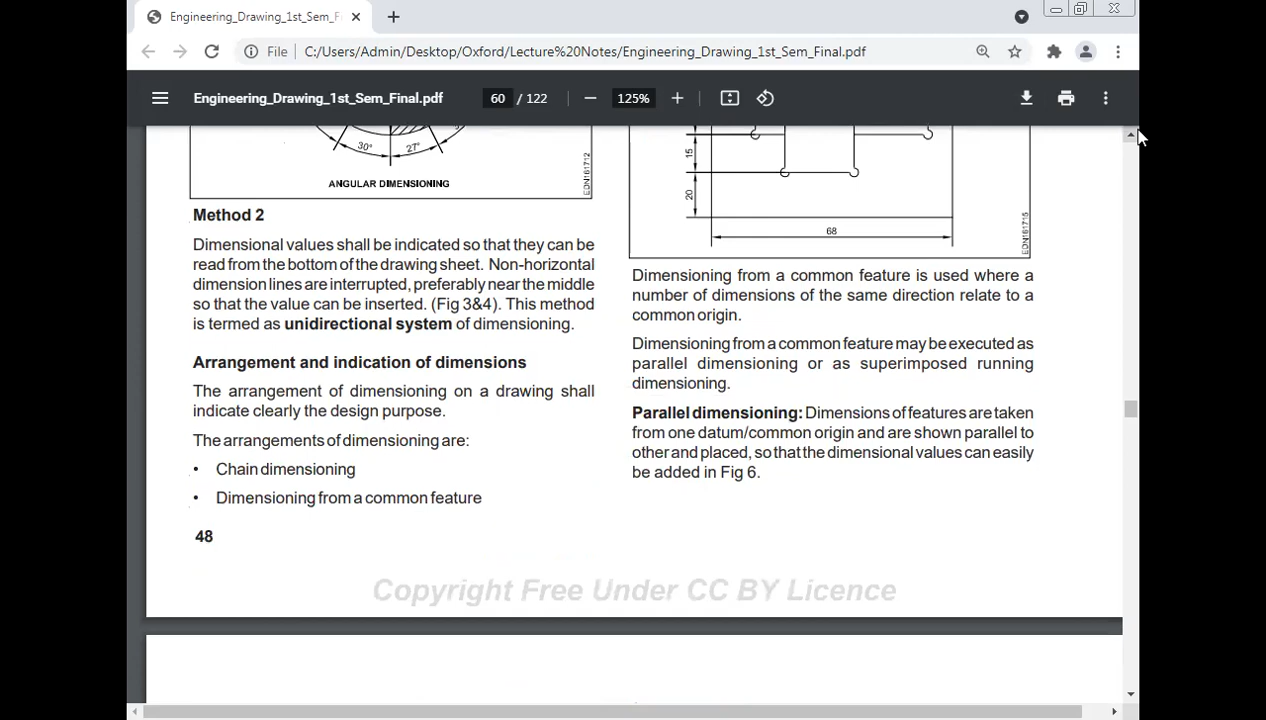 Engineering_Drawing_1st_Sem_F
File C:/Users/Admin/Desktop/Oxford/Lecture%20Notes/Engineering_Drawing_1st_Sem_Final.pdf
Engineering_Drawing_1st_Sem_Final.pdf 60 / 122 125%
30° 27°
ANGULAR DIMENSIONING
EDN161712
Method 2
Dimensional values shall be indicated so that they can be
read from the bottom of the drawing sheet. Non-horizontal
dimension lines are interrupted, preferably near the middle
so that the value can be inserted. (Fig 3&4). This method
is termed as unidirectional system of dimensioning.
Arrangement and indication of dimensions
The arrangement of dimensioning on a drawing shall
indicate clearly the design purpose.
The arrangements of dimensioning are:
• Chain dimensioning
• Dimensioning from a common feature
48
15
20
68
EDN161715
Dimensioning from a common feature is used where a
number of dimensions of the same direction relate to a
common origin.
Dimensioning from a common feature may be executed as
parallel dimensioning or as superimposed running
dimensioning.
Parallel dimensioning: Dimensions of features are taken
from one datum/common origin and are shown parallel to
other and placed, so that the dimensional values can easily
be added in Fig 6.
Copyright Free Under CC BY Licence